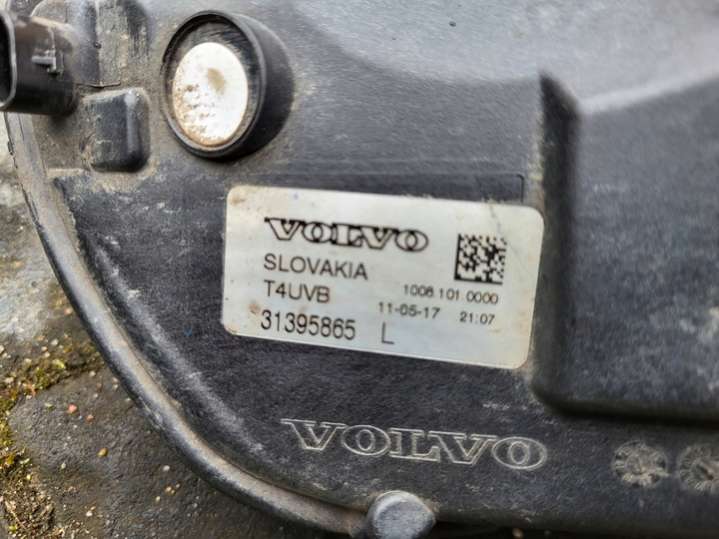 VOLVO
SLOVAKIA
T4UVB
1008.101.0000
11-05-17 21:07
31395865 L
VOLVO